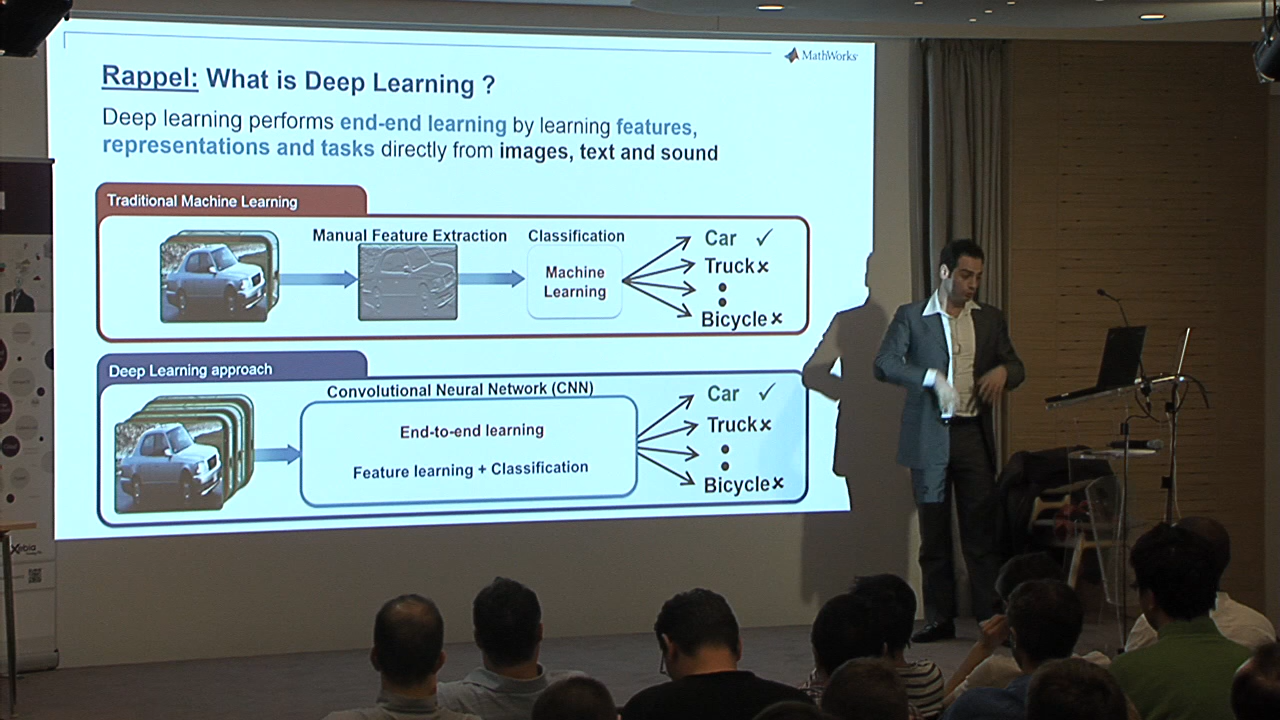 MathWorks
Rappel: What is Deep Learning ?
Deep learning performs end-end learning by learning features,
representations and tasks directly from images, text and sound
Traditional Machine Learning
Manual Feature Extraction
Classification
Machine
Learning
Car ✓
Truck ×
Bicycle ×
Deep Learning approach
Convolutional Neural Network (CNN)
End-to-end learning
Feature learning + Classification
Car ✓
Truck ×
Bicycle ×
Xebia